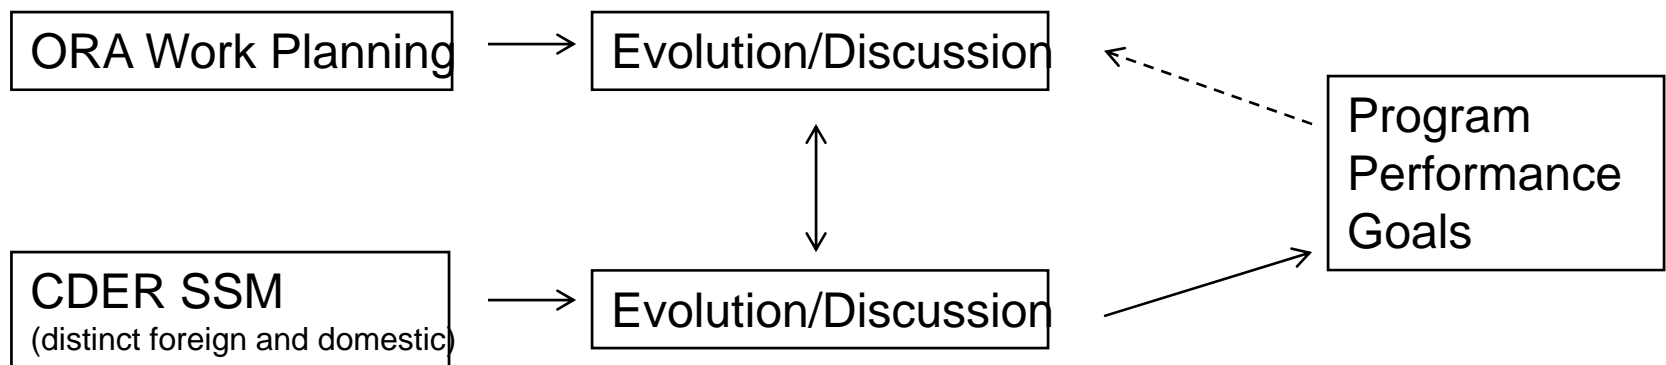 ORA Work Planning
Evolution/Discussion
Program
Performance
Goals
CDER SSM
(distinct foreign and domestic)
Evolution/Discussion